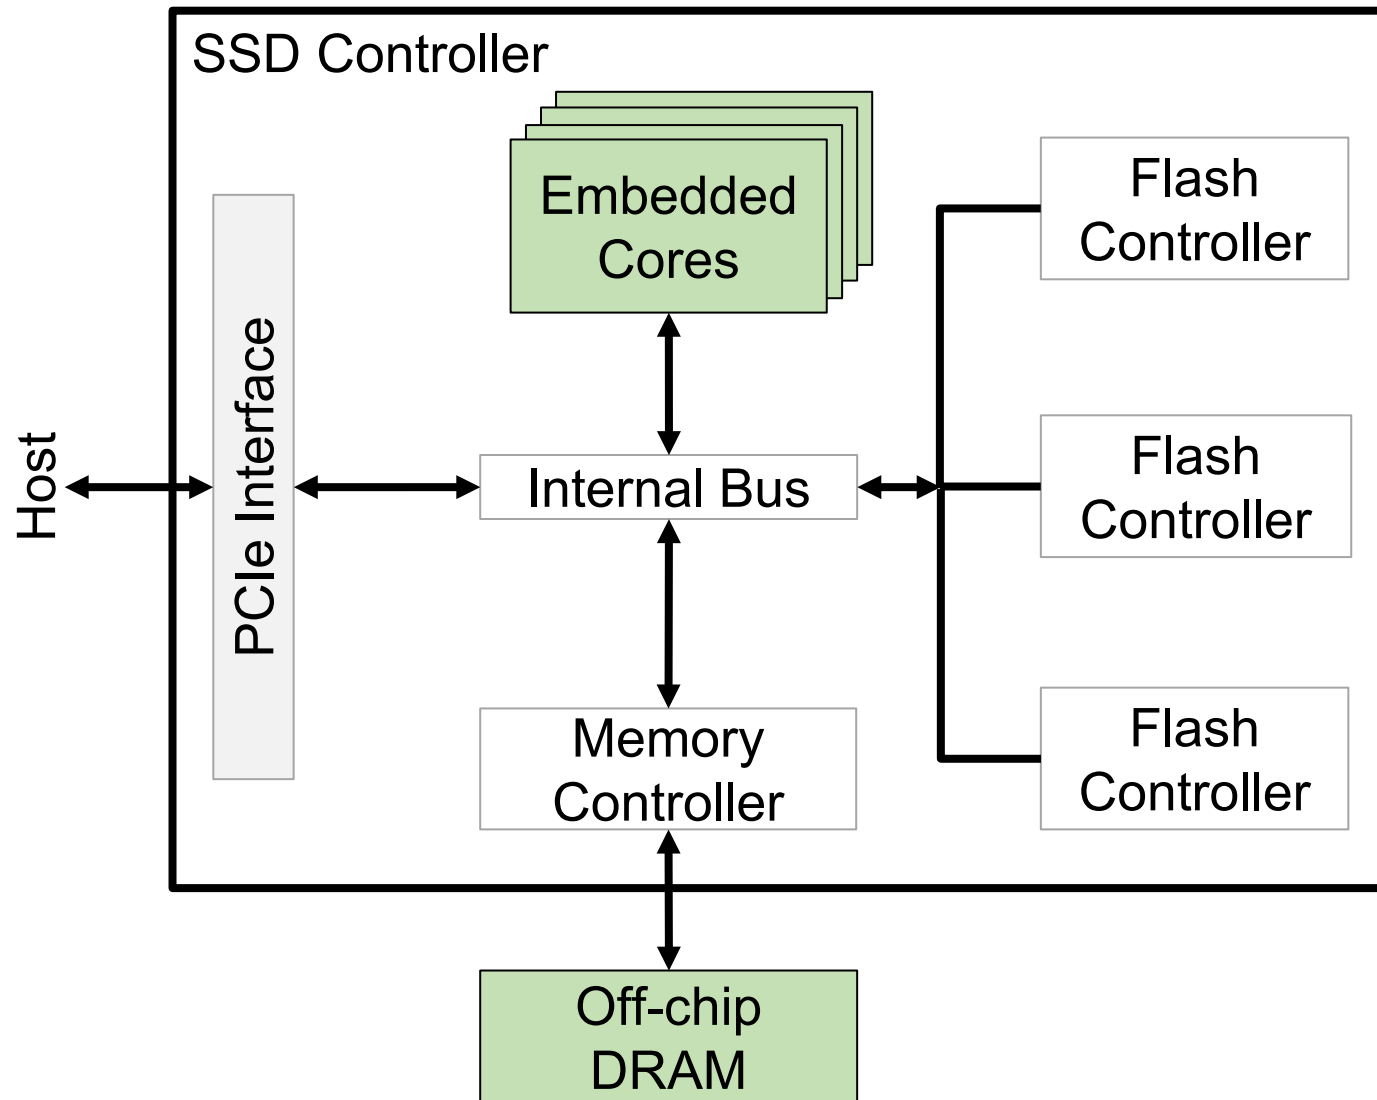 SSD Controller
Embedded
Cores
Flash
Controller
Host
PCIe Interface
Internal Bus
Flash
Controller
Memory
Controller
Flash
Controller
Off-chip
DRAM